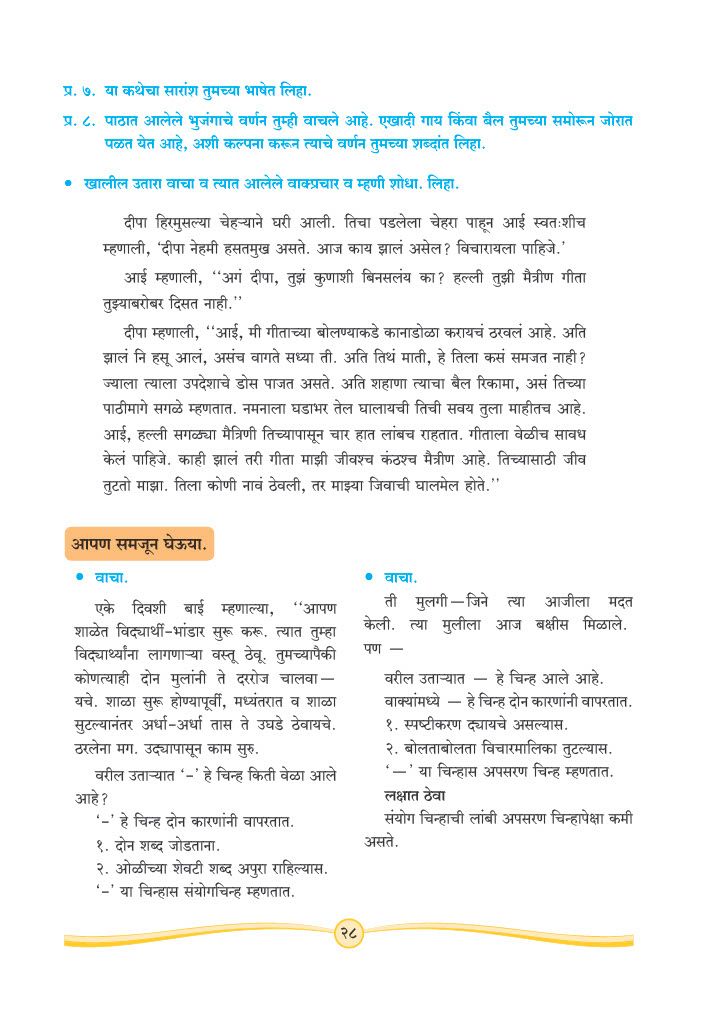 प्र. ७. या कथेचा सारांश तुमच्या भाषेत लिहा.
प्र. ८. पाठात आलेले भुजंगाचे वर्णन तुम्ही वाचले आहे. एखादी गाय किंवा बैल तुमच्या समोरून जोरात
पळत येत आहे, अशी कल्पना करून त्याचे वर्णन तुमच्या शब्दांत लिहा.
• खालील उतारा वाचा व त्यात आलेले वाक्प्रचार व म्हणी शोधा. लिहा.
दीपा हिरमुसल्या चेहऱ्याने घरी आली. तिचा पडलेला चेहरा पाहून आई स्वतःशीच
म्हणाली, ‘दीपा नेहमी हसतमुख असते. आज काय झालं असेल? विचारायला पाहिजे.’
आई म्हणाली, ‘‘अगं दीपा, तुझं कुणाशी बिनसलंय का? हल्ली तुझी मैत्रीण गीता
तुझ्याबरोबर दिसत नाही.’’
दीपा म्हणाली, ‘‘आई, मी गीताच्या बोलण्याकडे कानाडोळा करायचं ठरवलं आहे. अति
झालं नि हसू आलं, असंच वागते सध्या ती. अति तिथं माती, हे तिला कसं समजत नाही?
ज्याला त्याला उपदेशाचे डोस पाजत असते. अति शहाणा त्याचा बैल रिकामा, असं तिच्या
पाठीमागे सगळे म्हणतात. नमनाला घडाभर तेल घालायची तिची सवय तुला माहीतच आहे.
आई, हल्ली सगळ्या मैत्रिणी तिच्यापासून चार हात लांबच राहतात. गीताला वेळीच सावध
केलं पाहिजे. काही झालं तरी गीता माझी जीवश्च कंठश्च मैत्रीण आहे. तिच्यासाठी जीव
तुटतो माझा. तिला कोणी नावं ठेवली, तर माझ्या जिवाची घालमेल होते.’’
आपण समजून घेऊया.
• वाचा.
एके दिवशी बाई म्हणाल्या, ‘‘आपण
शाळेत विद्यार्थी-भांडार सुरू करू. त्यात तुम्हा
विद्यार्थ्यांना लागणाऱ्या वस्तू ठेवू. तुमच्यापैकी
कोणत्याही दोन मुलांनी ते दररोज चालवा—
यचे. शाळा सुरू होण्यापूर्वी, मध्यंतरात व शाळा
सुटल्यानंतर अर्धा-अर्धा तास ते उघडे ठेवायचे.
ठरलेना मग. उद्यापासून काम सुरु.
वरील उताऱ्यात ‘-’ हे चिन्ह किती वेळा आले
आहे?
‘-’ हे चिन्ह दोन कारणांनी वापरतात.
१. दोन शब्द जोडताना.
२. ओळीच्या शेवटी शब्द अपुरा राहिल्यास.
‘-’ या चिन्हास संयोगचिन्ह म्हणतात.
• वाचा.
ती मुलगी—जिने त्या आजीला मदत
केली. त्या मुलीला आज बक्षीस मिळाले.
पण —
वरील उताऱ्यात — हे चिन्ह आले आहे.
वाक्यांमध्ये — हे चिन्ह दोन कारणांनी वापरतात.
१. स्पष्टीकरण द्यायचे असल्यास.
२. बोलताबोलता विचारमालिका तुटल्यास.
‘—’ या चिन्हास अपसरण चिन्ह म्हणतात.
लक्षात ठेवा
संयोग चिन्हाची लांबी अपसरण चिन्हापेक्षा कमी
असते.
२८